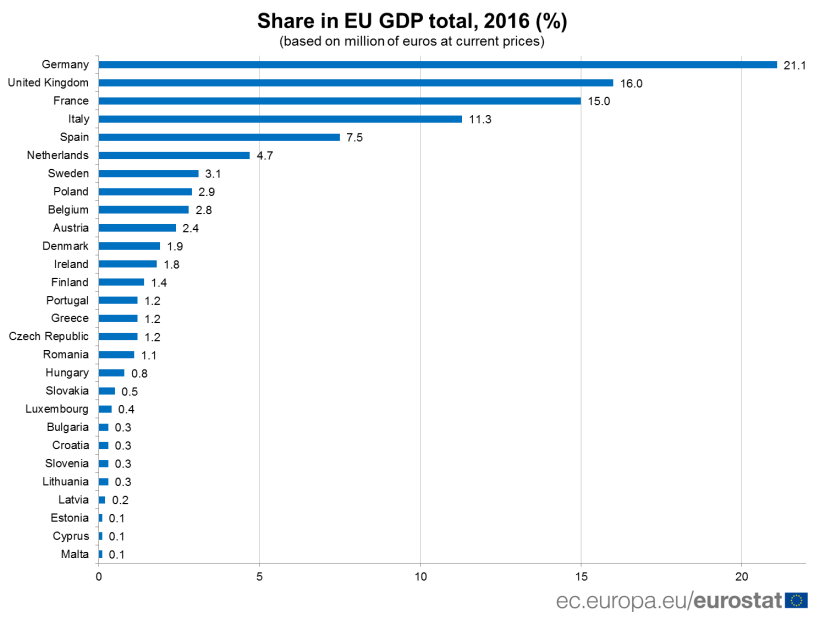 Share in EU GDP total, 2016 (%)
(based on million of euros at current prices)
Germany 21.1
United Kingdom 16.0
France 15.0
Italy 11.3
Spain 7.5
Netherlands 4.7
Sweden 3.1
Poland 2.9
Belgium 2.8
Austria 2.4
Denmark 1.9
Ireland 1.8
Finland 1.4
Portugal 1.2
Greece 1.2
Czech Republic 1.2
Romania 1.1
Hungary 0.8
Slovakia 0.5
Luxembourg 0.4
Bulgaria 0.3
Croatia 0.3
Slovenia 0.3
Lithuania 0.3
Latvia 0.2
Estonia 0.1
Cyprus 0.1
Malta 0.1
0 5 10 15 20
ec.europa.eu/eurostat